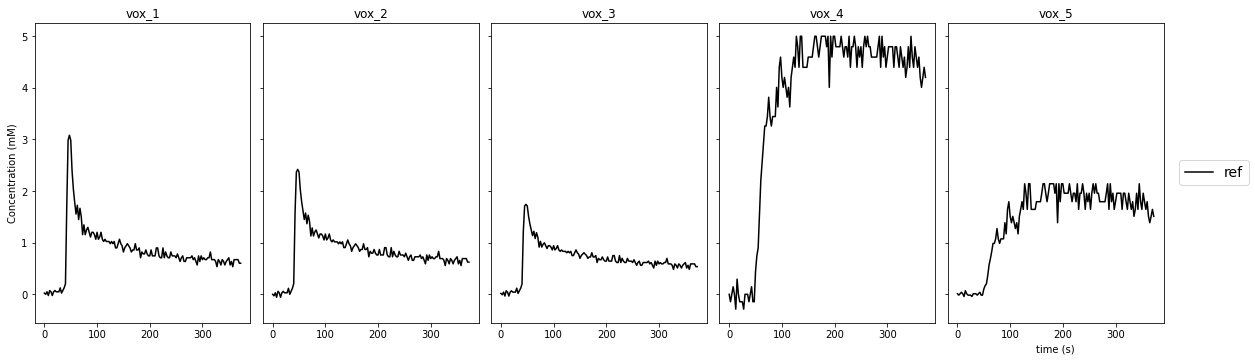 vox_1 vox_2 vox_3 vox_4 vox_5
Concentration (mM)
5
4
3
2
1
0
0 100 200 300 0 100 200 300 0 100 200 300 0 100 200 300 0 100 200 300
time (s)
ref